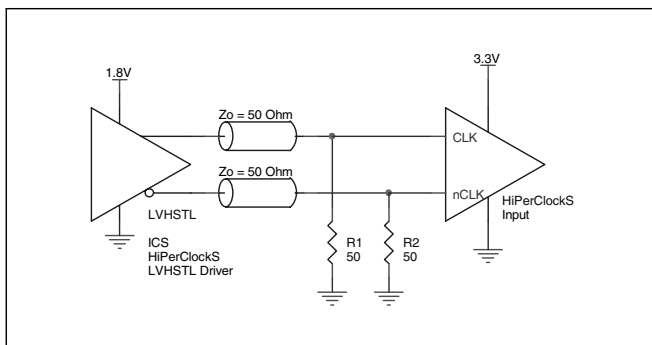 1.8V
3.3V
Zo = 50 Ohm
CLK
Zo = 50 Ohm
nCLK
HiPerClockS
Input
LVHSTL
ICS
HiPerClockS
LVHSTL Driver
R1
50
R2
50